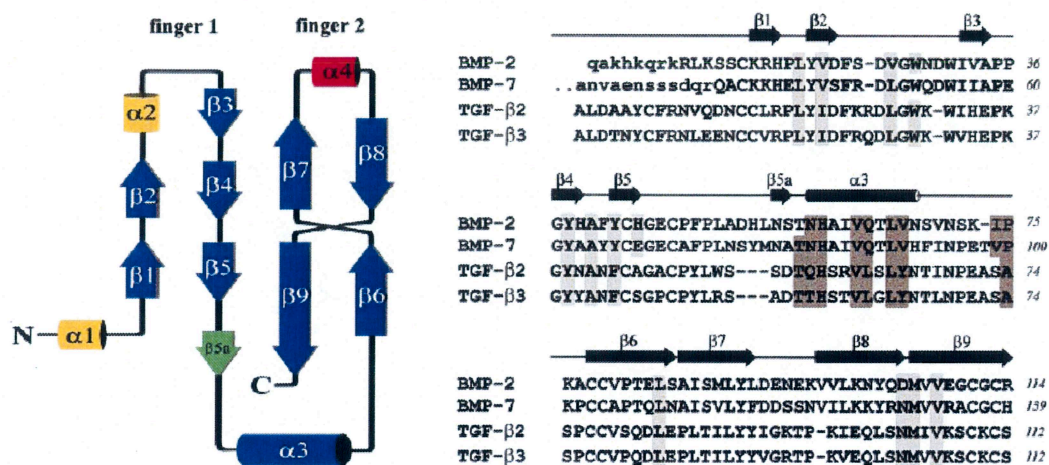 finger 1 finger 2
α4
α2 β3
β2 β4 β7 β8
β1 β5 β9 β6
N α1 β5a C
α3
β1 β2 β3
BMP-2 qakhkqrkRLKSSCKRHPLYVDFS-DVGWNDWIVAPP 36
BMP-7 ..anvaensssdqrQACKKHELYVSFR-DLGWQDWIIAPE 60
TGF-β2 ALDAAYCFRNVQDNCCLRPLYIDFKRDLGWK-WIHEPK 37
TGF-β3 ALDTNYCFRNLEENCCVRPLYIDFRQDLGWK-WVHEPK 37
β4 β5 β5a α3
BMP-2 GYHAFYCHGECPFPLADHLNSTNHAIVQTLVNSVNSK-IP 75
BMP-7 GYAAYYCEGECAFPLNSYMNATNHAIVQTLVHFINPETVP 100
TGF-β2 GYNANFCAGACPYLWS---SDTQHSRVLSLYNTINPEASA 74
TGF-β3 GYYANFCSGPCPYLRS---ADTTHSTVLGLYNTLNPEASA 74
β6 β7 β8 β9
BMP-2 KACCVPTELSAISMLYLDENEKVVLKNYQDMVVEGCGCR 114
BMP-7 KPCCAPTQLNAISVLYFDDSSNVILKKYRNMVVRACGCH 139
TGF-β2 SPCCVSQDLEPLTILYYIGKTP-KIEQLSNMIVKSCKCS 112
TGF-β3 SPCCVPQDLEPLTILYYVGRTP-KVEQLSNMVVKSCKCS 112